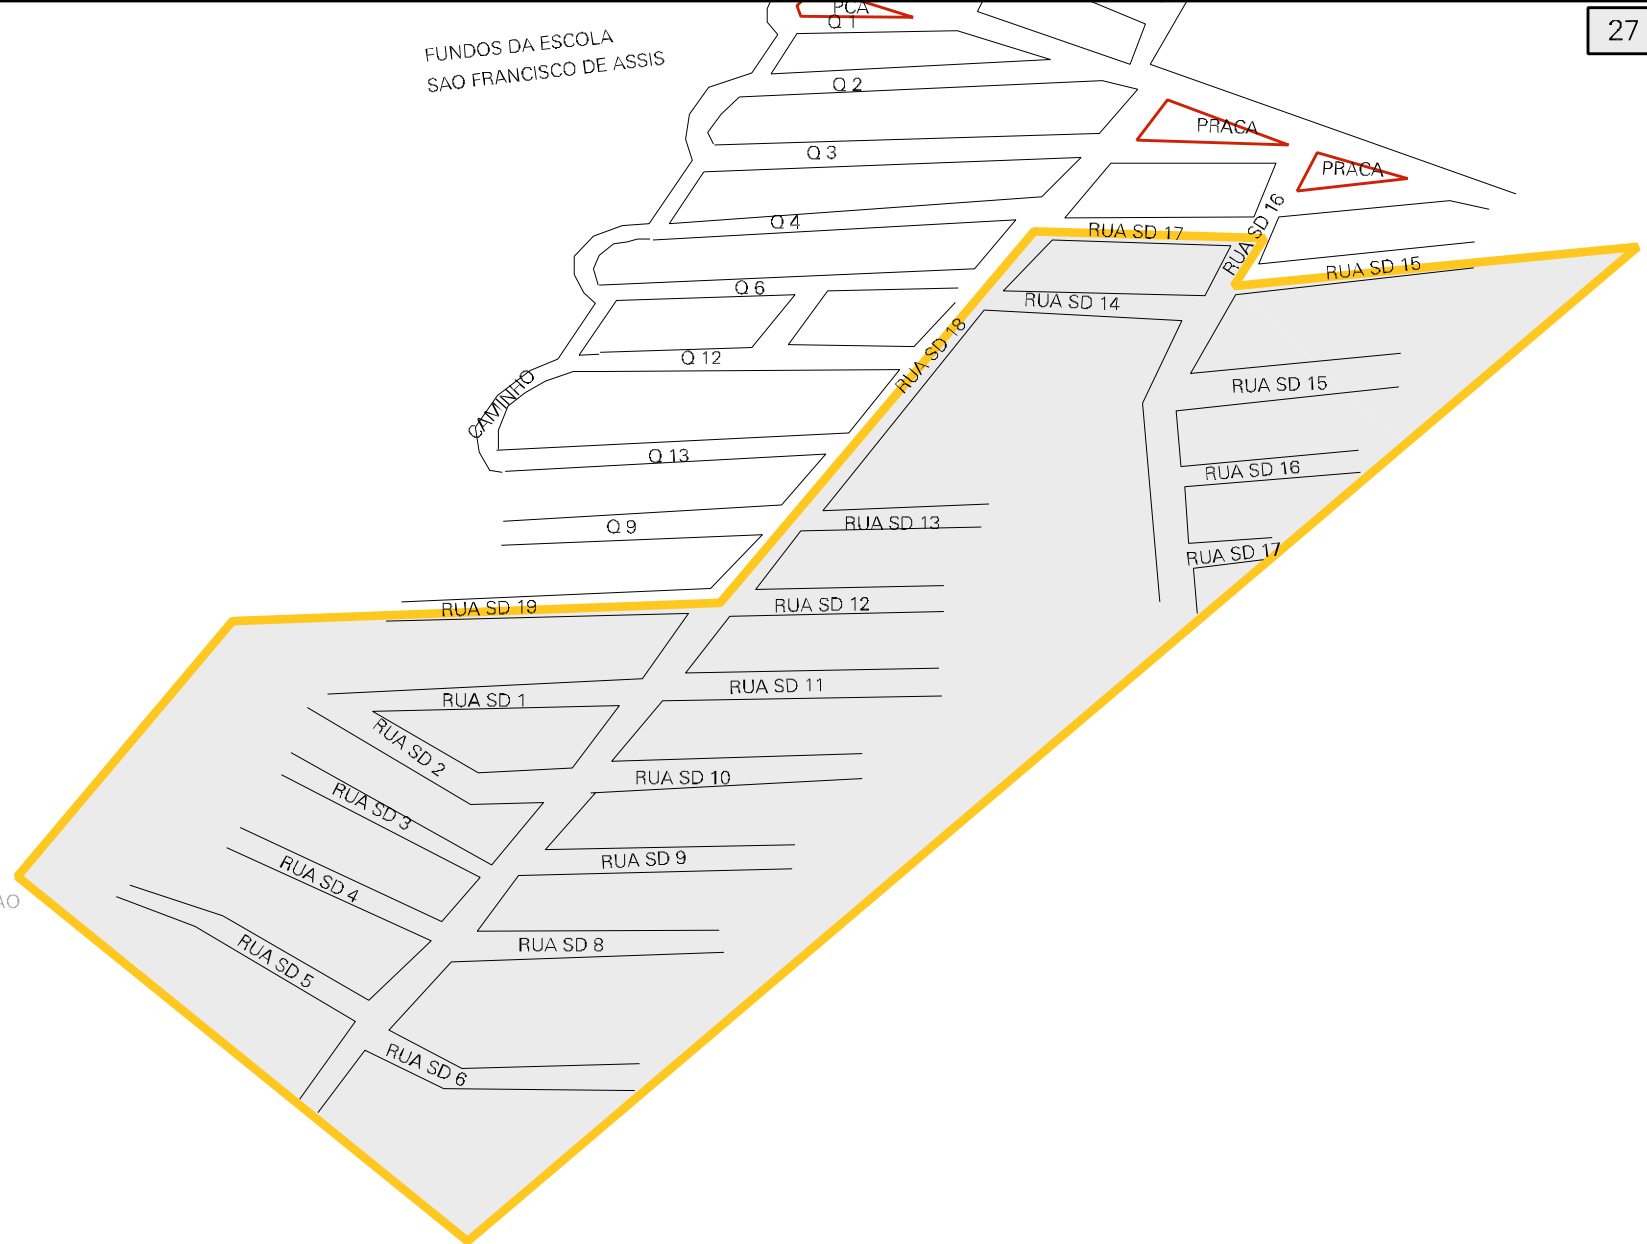 PCA
Q 1
27
FUNDOS DA ESCOLA
SAO FRANCISCO DE ASSIS
Q 2
PRACA
Q 3
PRACA
Q 4
RUA SD 16
RUA SD 17
RUA SD 15
Q 6
RUA SD 14
RUA SD 18
Q 12
CAMINHO
RUA SD 15
Q 13
RUA SD 16
Q 9
RUA SD 13
RUA SD 17
RUA SD 19
RUA SD 12
RUA SD 1
RUA SD 11
RUA SD 2
RUA SD 10
RUA SD 3
RUA SD 9
RUA SD 4
AO
RUA SD 8
RUA SD 5
RUA SD 6